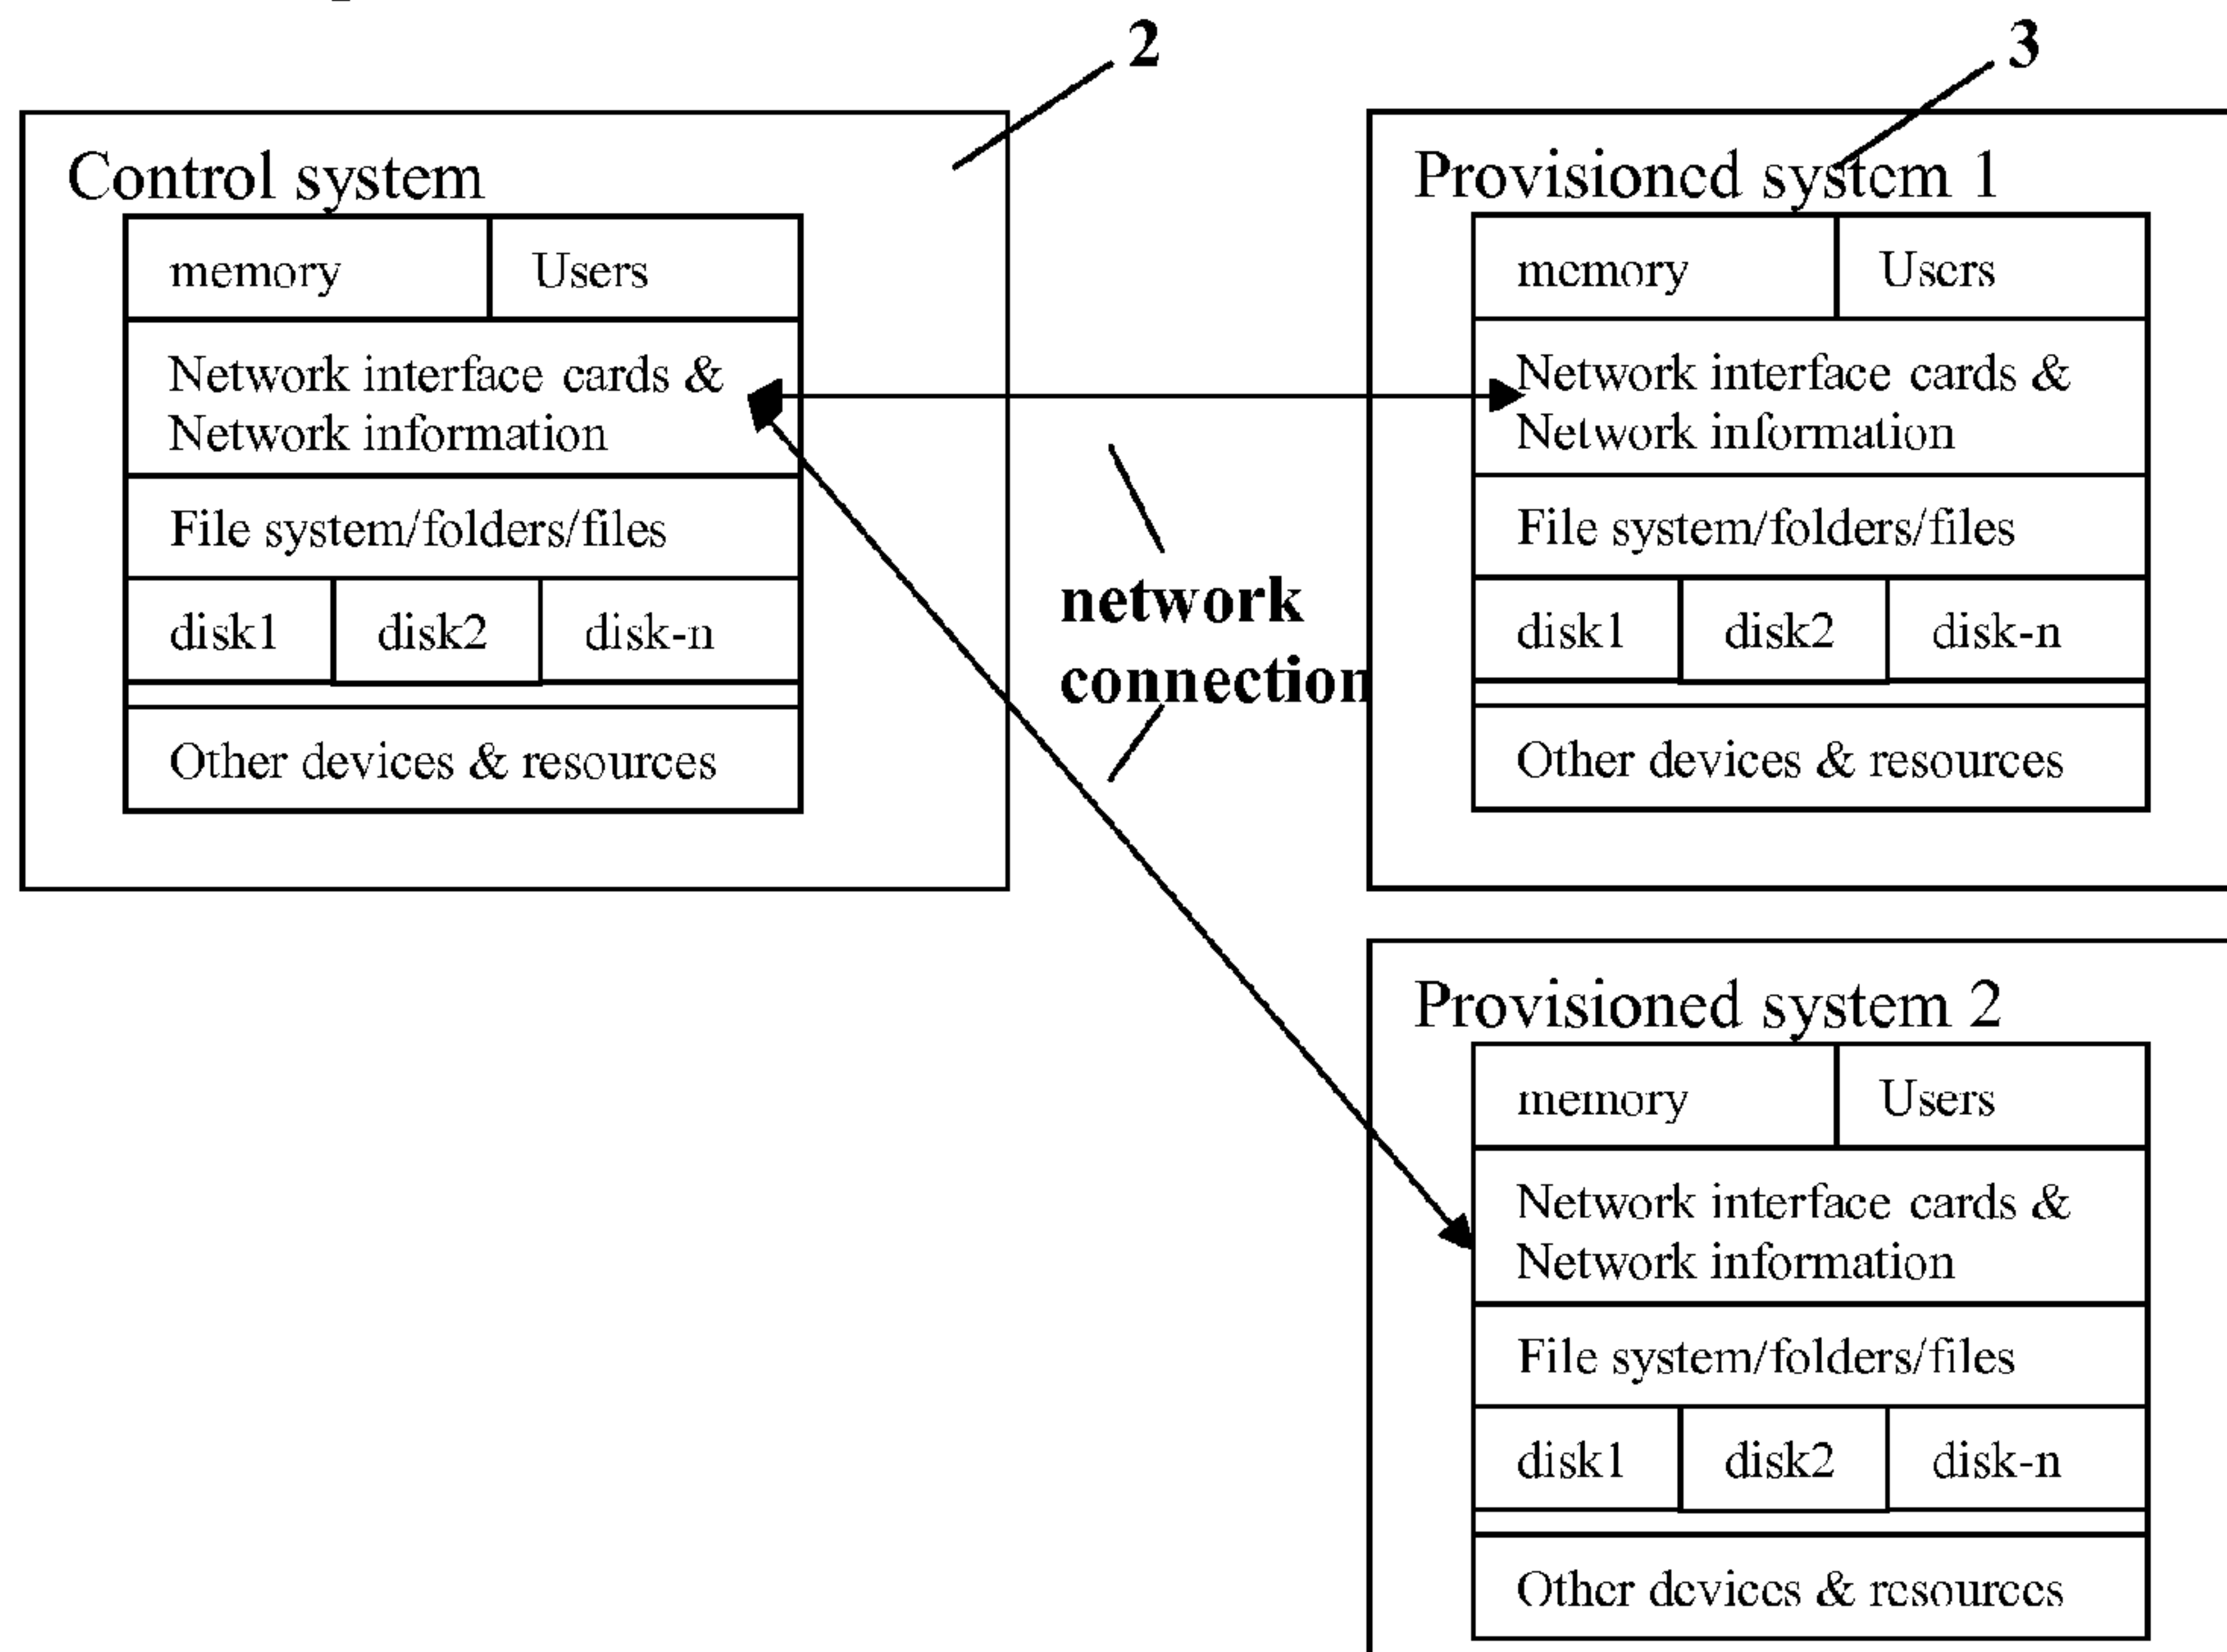 2
3
Control system
memory
Users
Network interface cards &
Network information
File system/folders/files
disk1
disk2
disk-n
Other devices & resources
network
connection
Provisioned system 1
memory
Users
Network interface cards &
Network information
File system/folders/files
disk1
disk2
disk-n
Other devices & resources
Provisioned system 2
memory
Users
Network interface cards &
Network information
File system/folders/files
disk1
disk2
disk-n
Other devices & resources